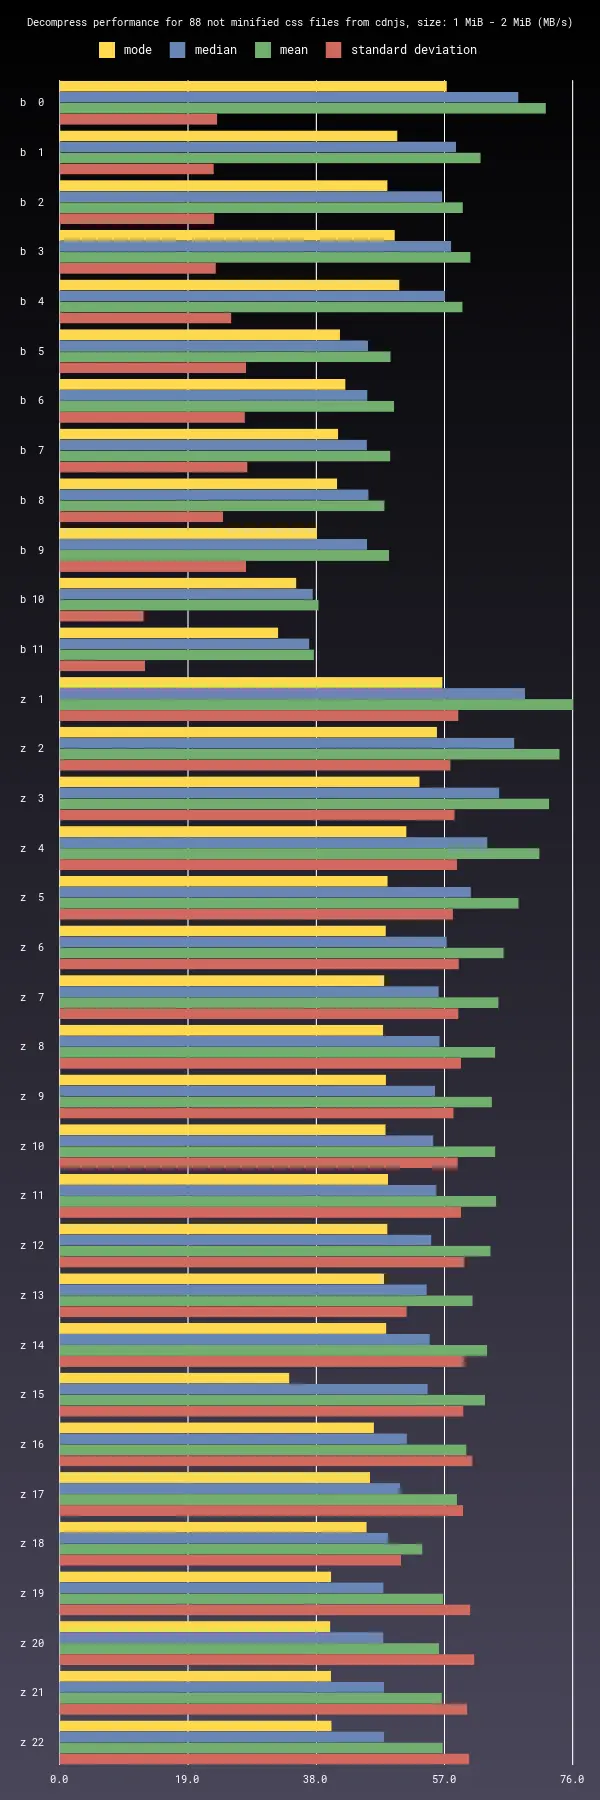 Decompress performance for 88 not minified css files from cdnjs, size: 1 MiB - 2 MiB (MB/s)
mode median mean standard deviation
b 0
b 1
b 2
b 3
b 4
b 5
b 6
b 7
b 8
b 9
b 10
b 11
z 1
z 2
z 3
z 4
z 5
z 6
z 7
z 8
z 9
z 10
z 11
z 12
z 13
z 14
z 15
z 16
z 17
z 18
z 19
z 20
z 21
z 22
0.0 19.0 38.0 57.0 76.0